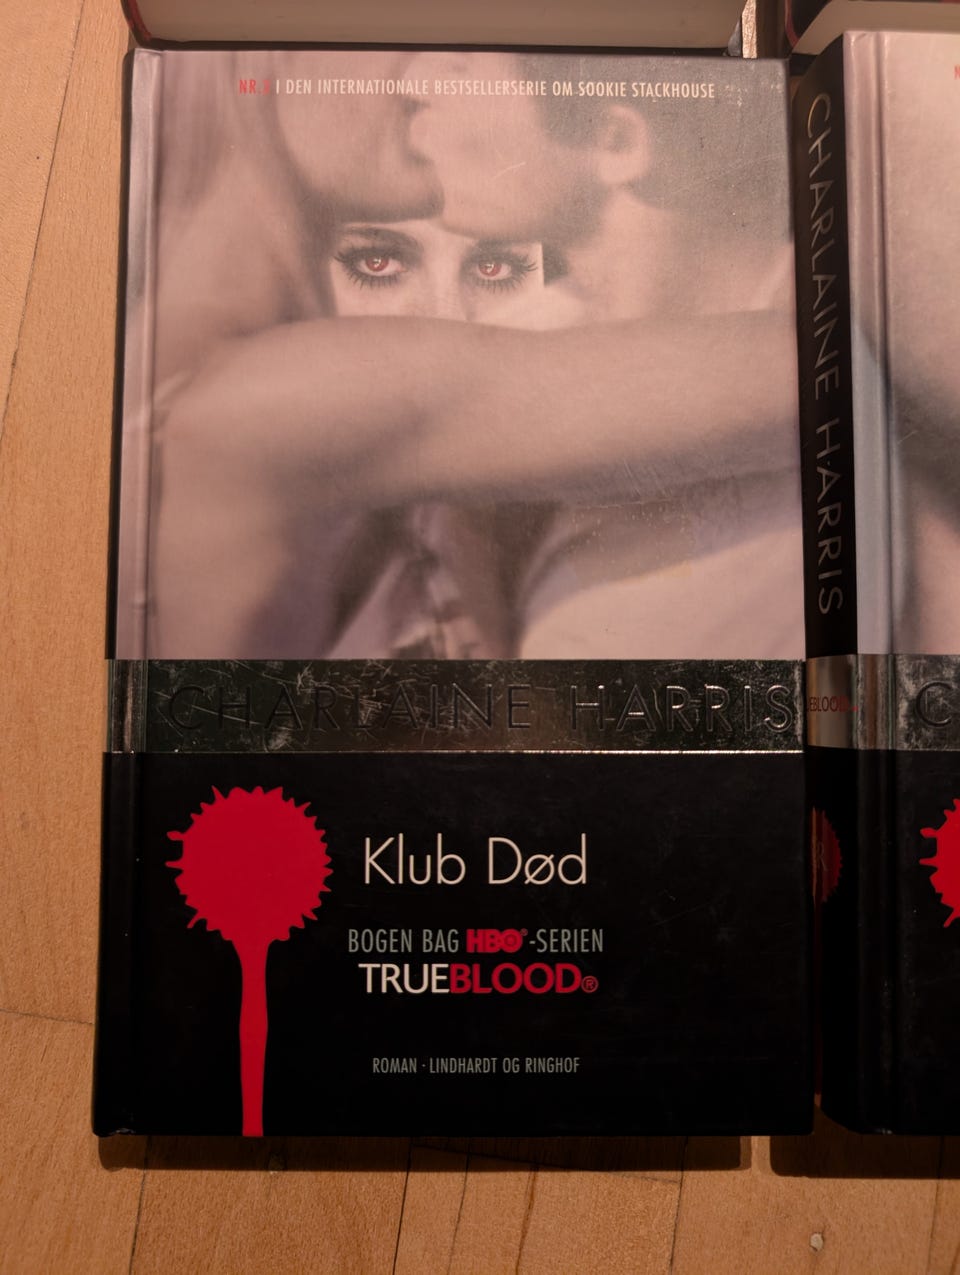 NR. I DEN INTERNATIONALE BESTSELLERSERIE OM SOOKIE STACKHOUSE
CHARLAINE HARRIS
Klub Død
BOGEN BAG HBO®-SERIEN
TRUEBLOOD®
ROMAN · LINDHARDT OG RINGHOF
CHARLAINE HARRIS
EBLOOD
C
N